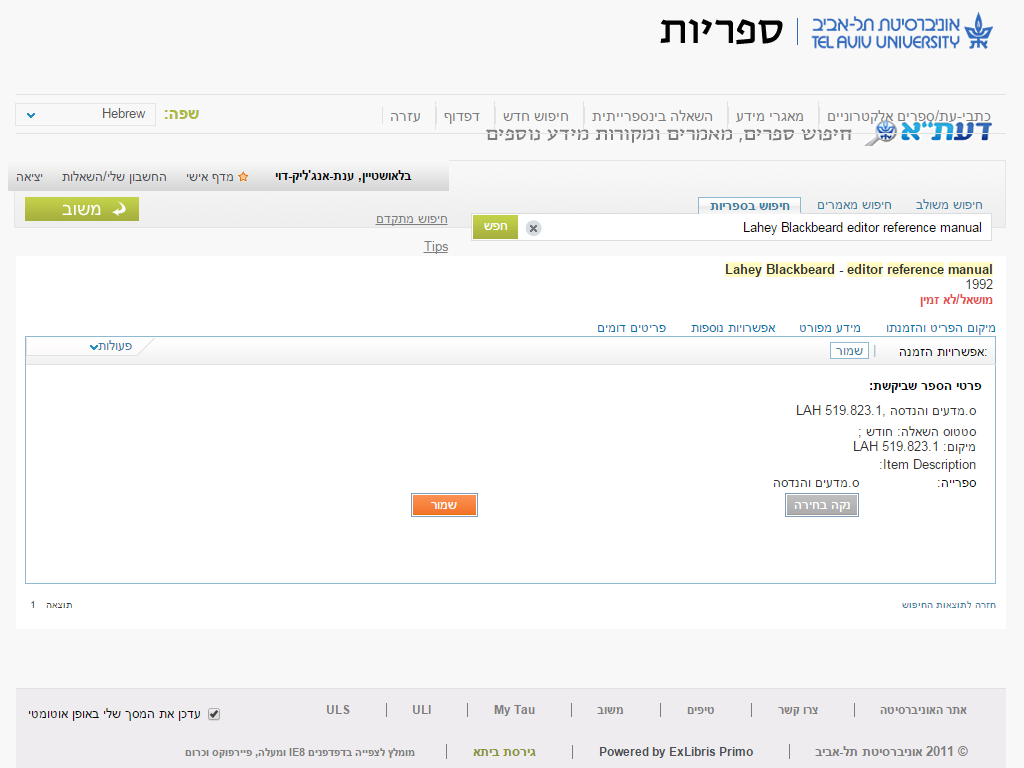 אוניברסיטת תל-אביב
TEL AVIV UNIVERSITY
ספריות
כתבי-עת/ספרים אלקטרוניים
מאגרי מידע
השאלה בינספרייתית
חיפוש חדש
דפדוף
עזרה
שפה:
Hebrew
דעת"א
חיפוש ספרים, מאמרים ומקורות מידע נוספים
בלאושטיין, ענת-אנג'ליק-דוי
מדף אישי
החשבון שלי/השאלות
יציאה
חיפוש משולב
חיפוש מאמרים
חיפוש בספריות
משוב
Lahey Blackbeard editor reference manual
חפש
חיפוש מתקדם
Tips
Lahey Blackbeard - editor reference manual
1992
מושאל/לא זמין
מיקום הפריט והזמנתו
מידע מפורט
אפשרויות נוספות
פריטים דומים
:אפשרויות הזמנה
שמור
פעולות
פרטי הספר שביקשת:
ס.מדעים והנדסה ,LAH 519.823.1
סטטוס השאלה: חודש ;
מיקום: LAH 519.823.1
Item Description:
ספרייה: ס.מדעים והנדסה
נקה בחירה
שמור
חזרה לתוצאות החיפוש
תוצאה 1
אתר האוניברסיטה
צרו קשר
טיפים
משוב
My Tau
ULI
ULS
עדכן את המסך שלי באופן אוטומטי
© 2011 אוניברסיטת תל-אביב
Powered by ExLibris Primo
גירסת ביתא
מומלץ לצפייה בדפדפנים IE8 ומעלה, פיירפוקס וכרום